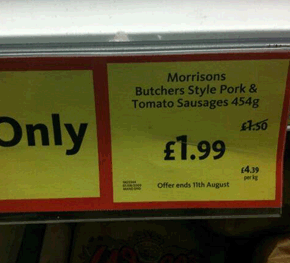 Only
Morrisons
Butchers Style Pork &
Tomato Sausages 454g
£1.56
£1.99
£4.39
per kg
Offer ends 11th August